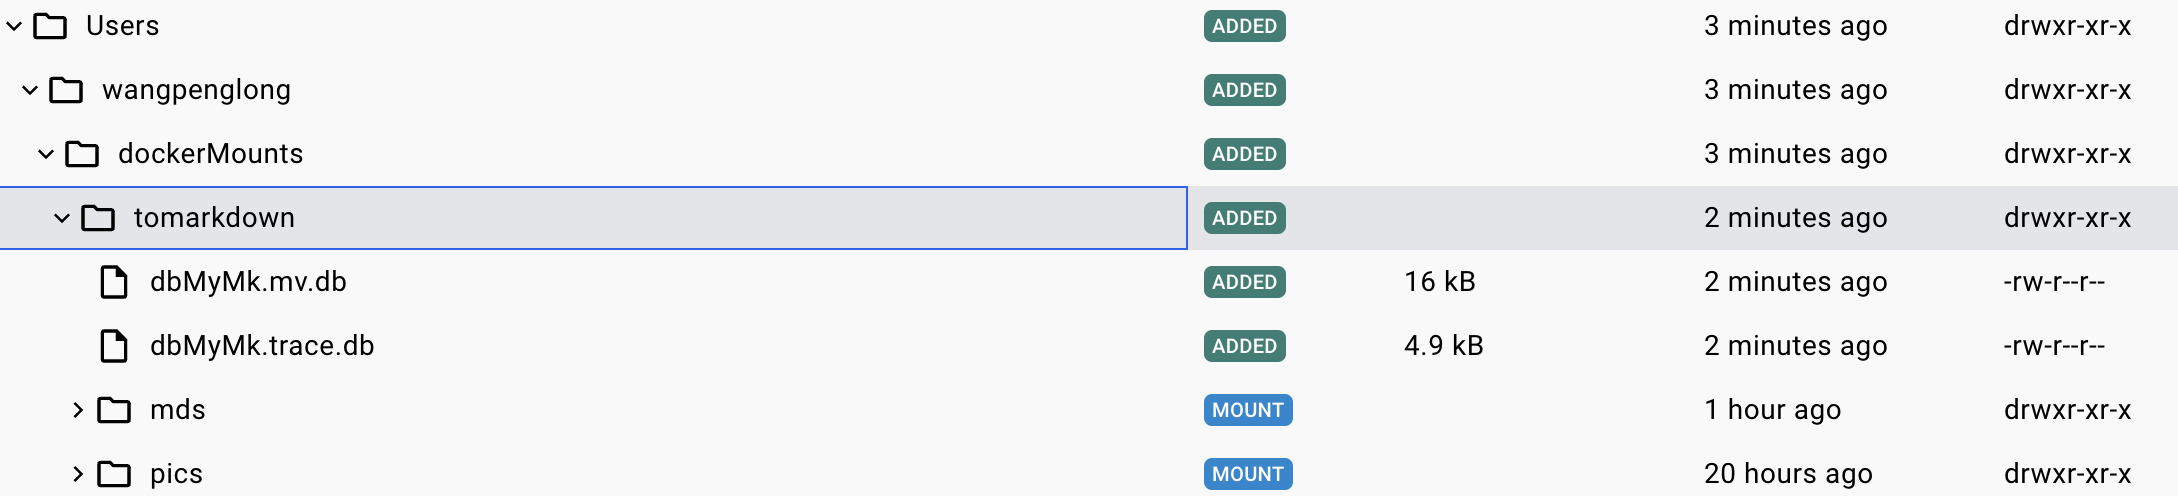 Users ADDED 3 minutes ago drwxr-xr-x
wangpenglong ADDED 3 minutes ago drwxr-xr-x
dockerMounts ADDED 3 minutes ago drwxr-xr-x
tomarkdown ADDED 2 minutes ago drwxr-xr-x
dbMyMk.mv.db ADDED 16 kB 2 minutes ago -rw-r--r--
dbMyMk.trace.db ADDED 4.9 kB 2 minutes ago -rw-r--r--
mds MOUNT 1 hour ago drwxr-xr-x
pics MOUNT 20 hours ago drwxr-xr-x